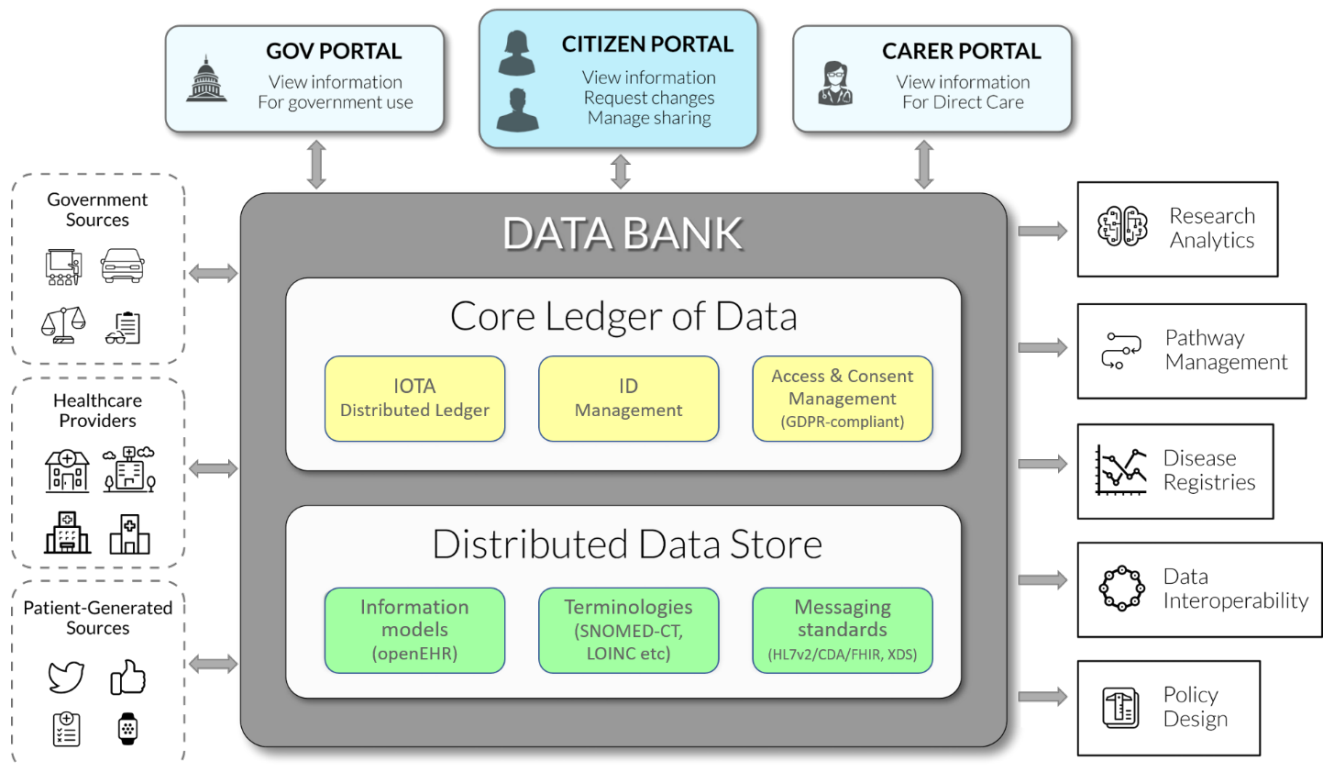 GOV PORTAL
View information
For government use
CITIZEN PORTAL
View information
Request changes
Manage sharing
CARER PORTAL
View information
For Direct Care
Government
Sources
Healthcare
Providers
Patient-Generated
Sources
DATA BANK
Core Ledger of Data
IOTA
Distributed Ledger
ID
Management
Access & Consent
Management
(GDPR-compliant)
Distributed Data Store
Information
models
(openEHR)
Terminologies
(SNOMED-CT,
LOINC etc)
Messaging
standards
(HL7v2/CDA/FHIR, XDS)
Research
Analytics
Pathway
Management
Disease
Registries
Data
Interoperability
Policy
Design